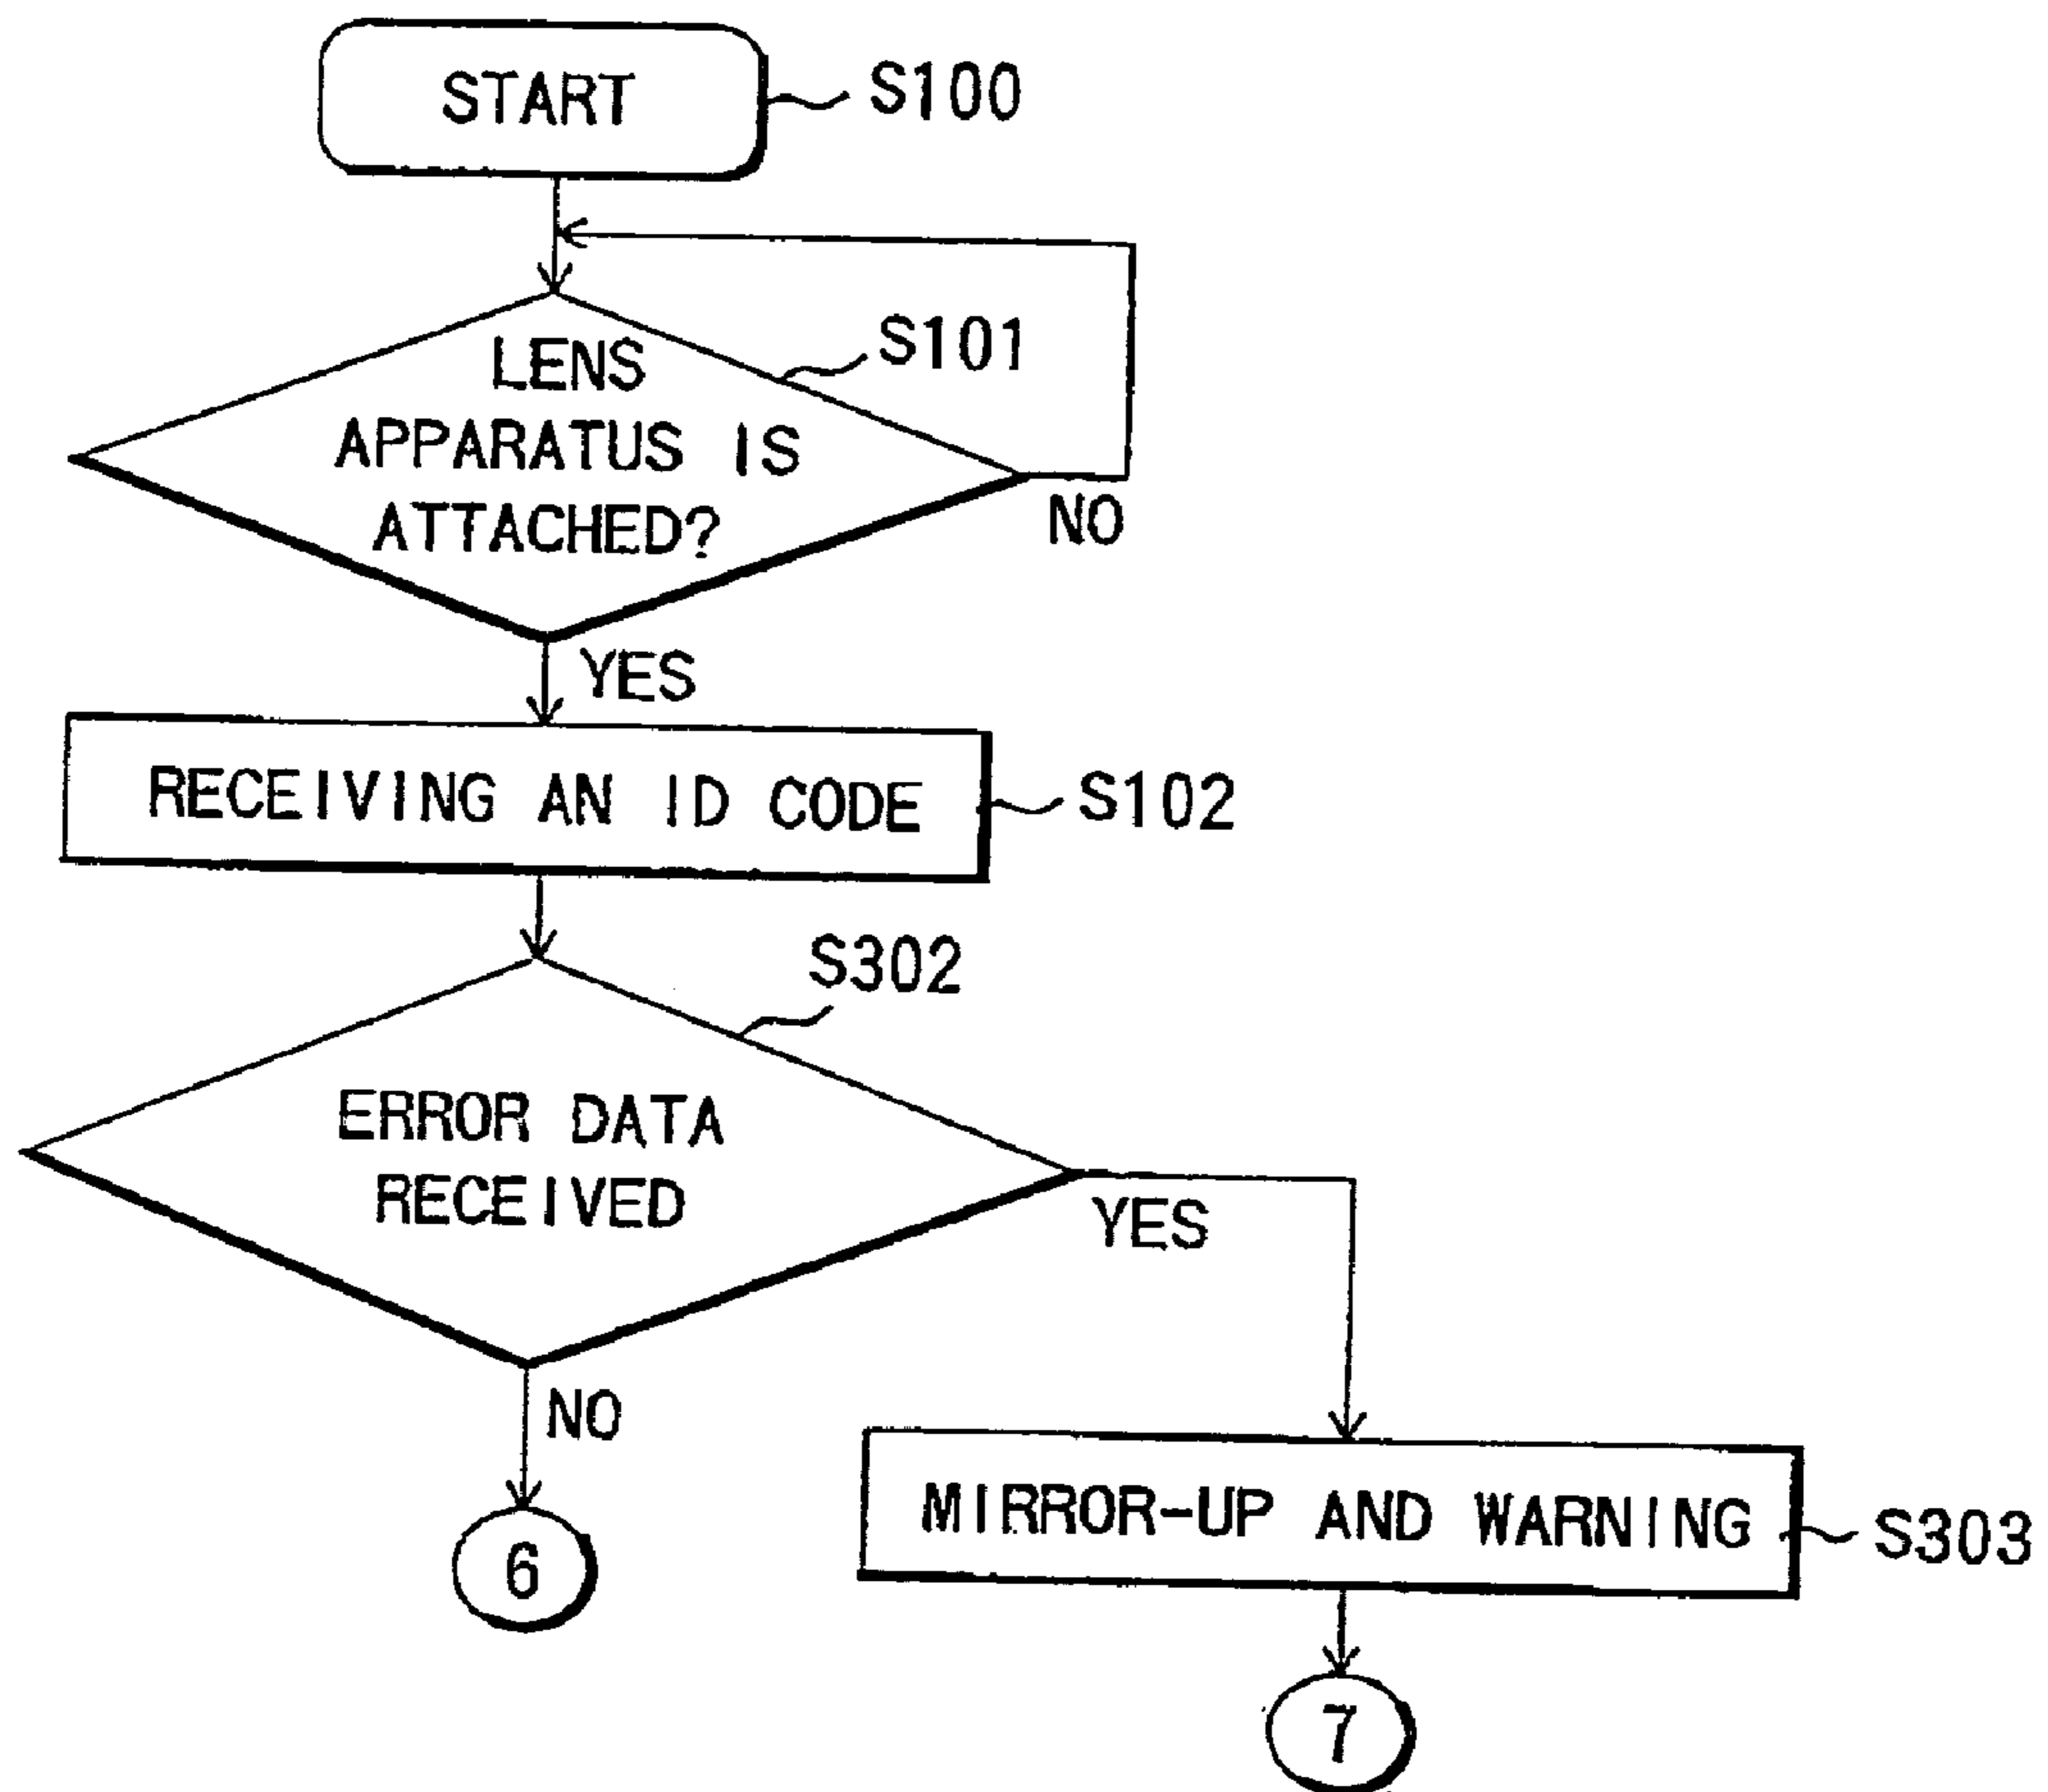 START
S100
S101
LENS
APPARATUS IS
ATTACHED?
NO
YES
RECEIVING AN ID CODE
S102
S302
ERROR DATA
RECEIVED
YES
NO
6
MIRROR-UP AND WARNING
S303
7